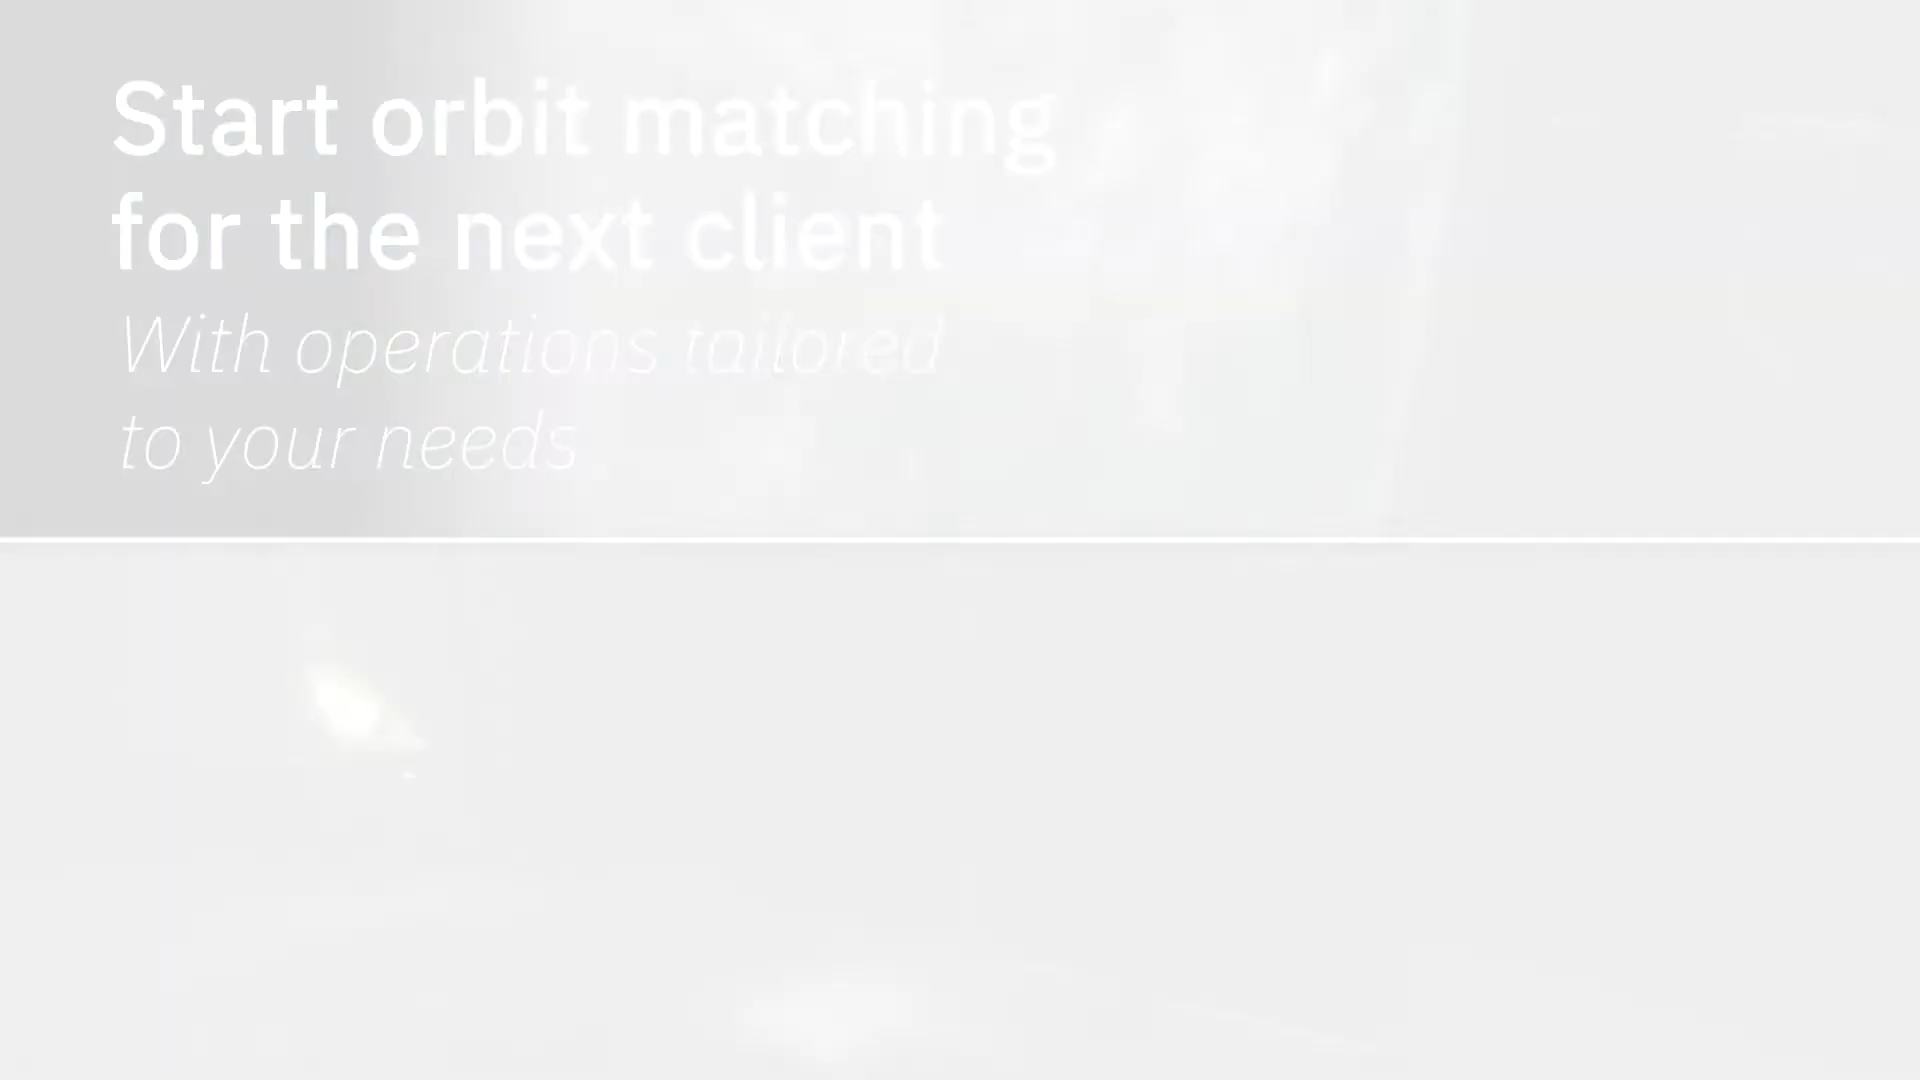 Start orbit matching
for the next client
With operations tailored
to your needs